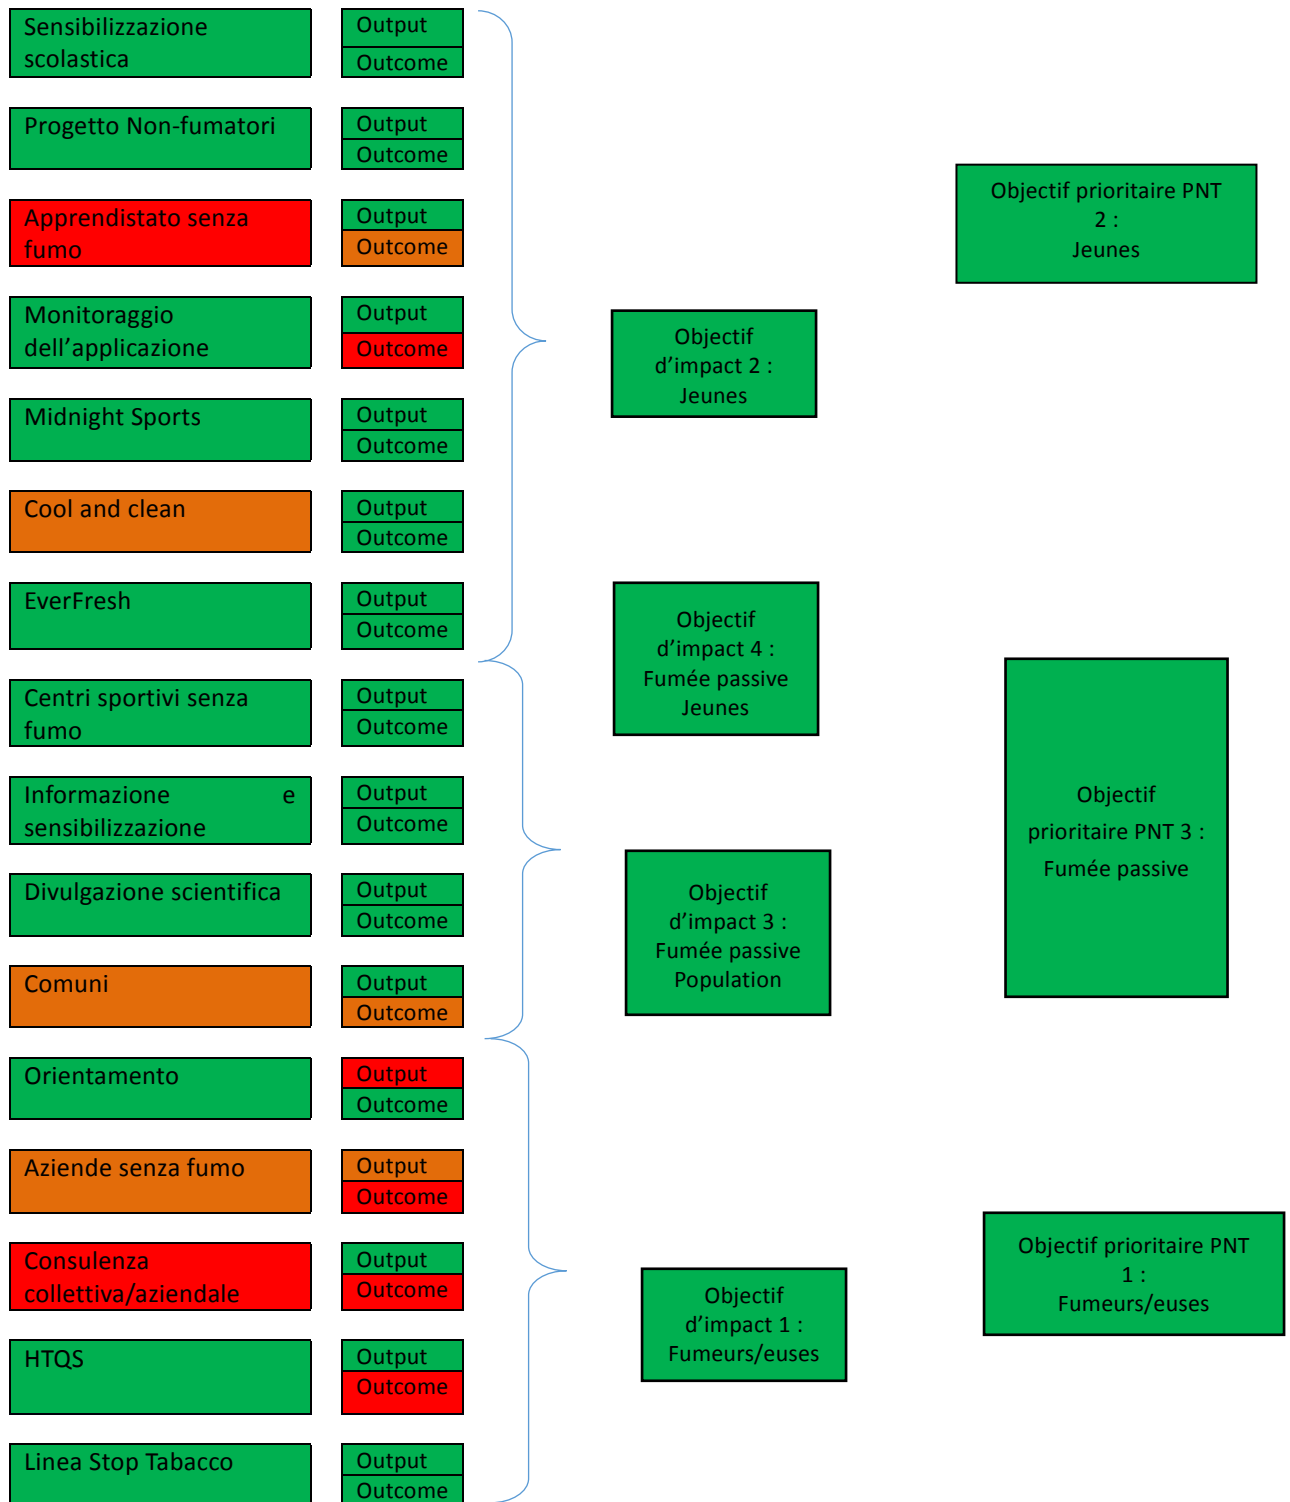 Sensibilizzazione
scolastica
Output
Outcome
Progetto Non-fumatori
Output
Outcome
Apprendistato senza
fumo
Output
Outcome
Monitoraggio
dell’applicazione
Output
Outcome
Midnight Sports
Output
Outcome
Cool and clean
Output
Outcome
EverFresh
Output
Outcome
Centri sportivi senza
fumo
Output
Outcome
Informazione e
sensibilizzazione
Output
Outcome
Divulgazione scientifica
Output
Outcome
Comuni
Output
Outcome
Orientamento
Output
Outcome
Aziende senza fumo
Output
Outcome
Consulenza
collettiva/aziendale
Output
Outcome
HTQS
Output
Outcome
Linea Stop Tabacco
Output
Outcome
Objectif
d’impact 2 :
Jeunes
Objectif
d’impact 4 :
Fumée passive
Jeunes
Objectif
d’impact 3 :
Fumée passive
Population
Objectif
d’impact 1 :
Fumeurs/euses
Objectif prioritaire PNT
2 :
Jeunes
Objectif
prioritaire PNT 3 :
Fumée passive
Objectif prioritaire PNT
1 :
Fumeurs/euses